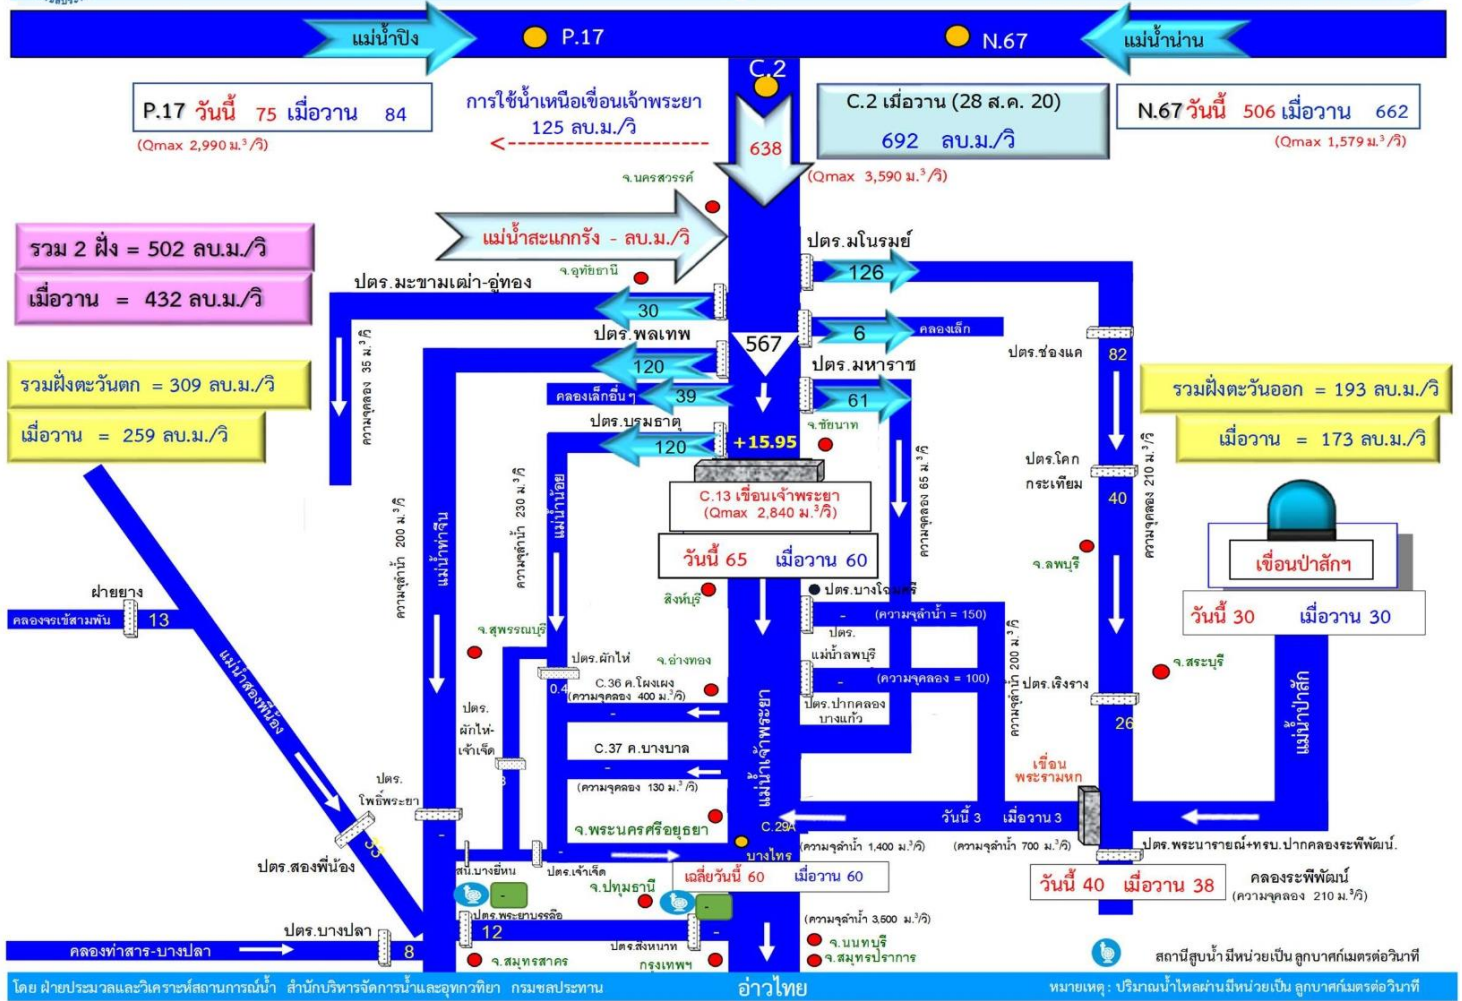 แม่น้ำปิง
P.17
N.67
แม่น้ำน่าน
C.2
P.17 วันนี้ 75 เมื่อวาน 84
(Qmax 2,990 ม.³/วิ)
การใช้น้ำเหนือเขื่อนเจ้าพระยา
125 ลบ.ม./วิ
638
C.2 เมื่อวาน (28 ส.ค. 20)
692 ลบ.ม./วิ
(Qmax 3,590 ม.³/วิ)
N.67 วันนี้ 506 เมื่อวาน 662
(Qmax 1,579 ม.³/วิ)
จ.นครสวรรค์
แม่น้ำสะแกกรัง - ลบ.ม./วิ
รวม 2 ฝั่ง = 502 ลบ.ม./วิ
เมื่อวาน = 432 ลบ.ม./วิ
จ.อุทัยธานี
ปตร.มโนรมย์
126
ปตร.มะขามเฒ่า-อู่ทอง
30
6
คลองเล็ก
ปตร.พลเทพ
120
567
ปตร.มหาราช
61
ปตร.ช่องแค
82
คลองเล็กอื่นๆ
39
ปตร.บรมธาตุ
120
+15.95
จ.ชัยนาท
ความจุคลอง 35 ม.³/วิ
รวมฝั่งตะวันตก = 309 ลบ.ม./วิ
เมื่อวาน = 259 ลบ.ม./วิ
รวมฝั่งตะวันออก = 193 ลบ.ม./วิ
เมื่อวาน = 173 ลบ.ม./วิ
ปตร.โคก
กระเทียม
40
ความจุคลอง 210 ม.³/วิ
C.13 เขื่อนเจ้าพระยา
(Qmax 2,840 ม.³/วิ)
วันนี้ 65 เมื่อวาน 60
ความจุลำน้ำ 200 ม.³/วิ
แม่น้ำท่าจีน
ความจุลำน้ำ 230 ม.³/วิ
แม่น้ำน้อย
ความจุคลอง 65 ม.³/วิ
จ.ลพบุรี
เขื่อนป่าสักฯ
วันนี้ 30 เมื่อวาน 30
ฝายยาง
คลองจรเข้สามพัน
13
แม่น้ำสองพี่น้อง
จ.สุพรรณบุรี
สิงห์บุรี
(ความจุลำน้ำ = 150)
-
ปตร.
แม่น้ำลพบุรี
(ความจุคลอง = 100)
-
ปตร.ปากคลอง
บางแก้ว
ความจุลำน้ำ 200 ม.³/วิ
จ.สระบุรี
ปตร.เริงราง
26
แม่น้ำป่าสัก
ปตร.ผักไห่
0.4
จ.อ่างทอง
C.36 ค.โผงเผง
(ความจุคลอง 400 ม.³/วิ)
-
ปตร.
ผักไห่-
เจ้าเจ็ด
C.37 ค.บางบาล
-
(ความจุคลอง 130 ม.³/วิ)
แม่น้ำเจ้าพระยา
เขื่อน
พระรามหก
ปตร.
โพธิ์พระยา
-
จ.พระนครศรีอยุธยา
C.29A
บางไทร
วันนี้ 3 เมื่อวาน 3
(ความจุลำน้ำ 1,400 ม.³/วิ)
(ความจุลำน้ำ 700 ม.³/วิ)
ปตร.พระนารายณ์+ทรบ.ปากคลองระพีพัฒน์.
ปตร.สองพี่น้อง
สน.บางยี่หน
ปตร.เจ้าเจ็ด
-
เฉลี่ยวันนี้ 60 เมื่อวาน 60
วันนี้ 40 เมื่อวาน 38
คลองระพีพัฒน์
(ความจุคลอง 210 ม.³/วิ)
-
จ.ปทุมธานี
-
ปตร.พระยาบรรลือ
12
(ความจุลำน้ำ 3,500 ม.³/วิ)
ปตร.บางปลา
คลองท่าสาร-บางปลา
8
ปตร.สิงหนาท
-
จ.สมุทรสาคร
กรุงเทพฯ
จ.นนทบุรี
จ.สมุทรปราการ
สถานีสูบน้ำ มีหน่วยเป็น ลูกบาศก์เมตรต่อวินาที
โดย ฝ่ายประมวลและวิเคราะห์สถานการณ์น้ำ สำนักบริหารจัดการน้ำและอุทกวิทยา กรมชลประทาน
อ่าวไทย
หมายเหตุ : ปริมาณน้ำไหลผ่านมีหน่วยเป็น ลูกบาศก์เมตรต่อวินาที